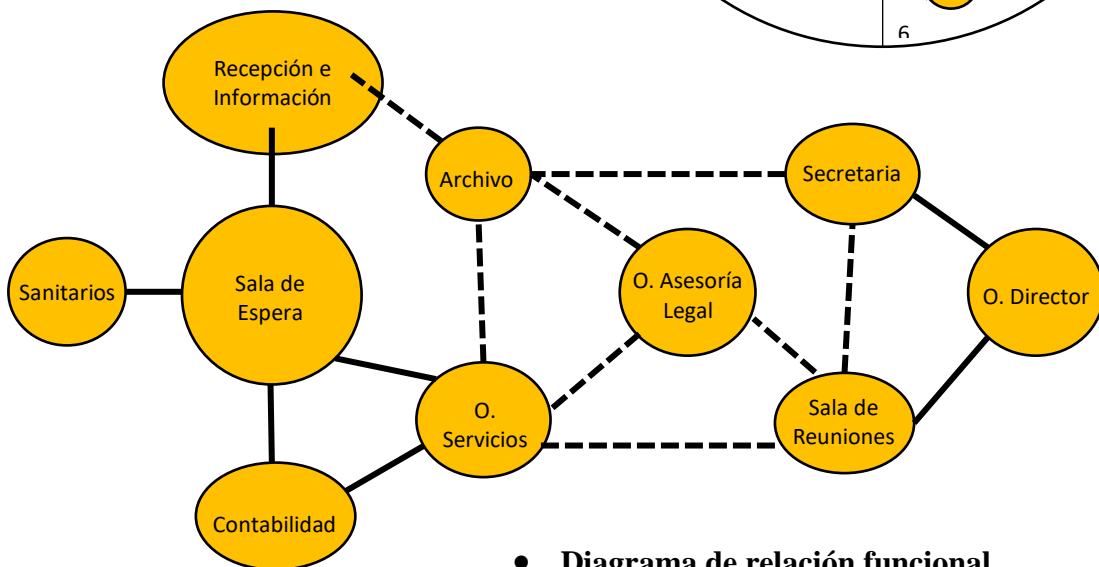 6
Recepción e
Información
Archivo
Secretaria
Sanitarios
Sala de
Espera
O. Asesoría
Legal
O. Director
O.
Servicios
Sala de
Reuniones
Contabilidad
• Diagrama de relación funcional